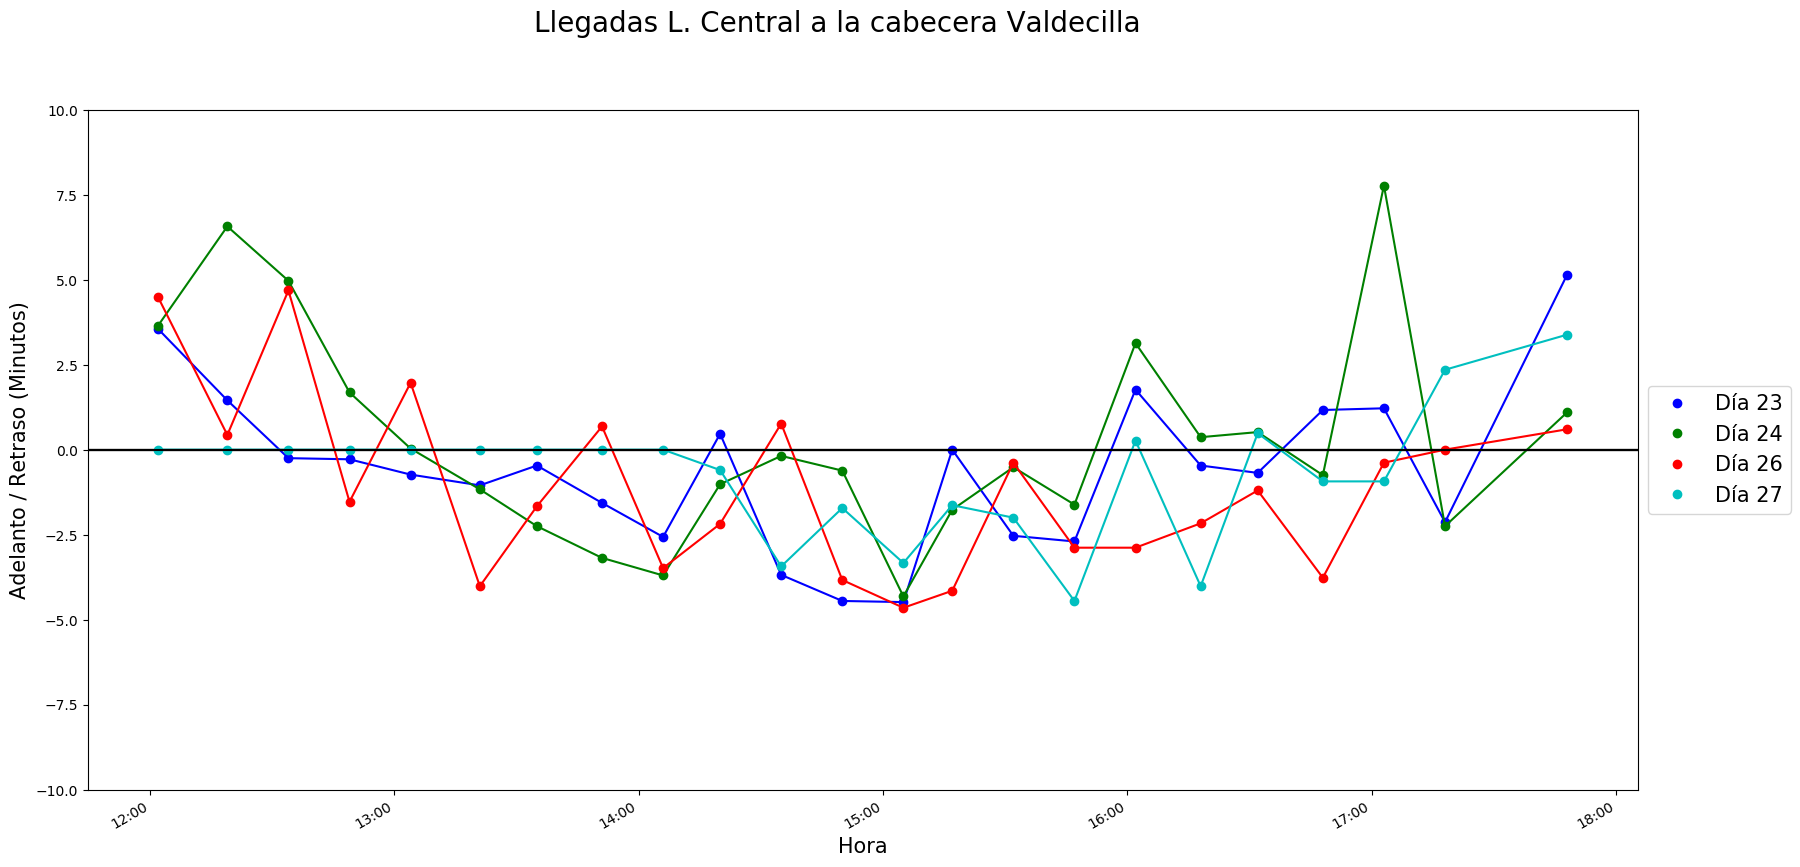 Llegadas L. Central a la cabecera Valdecilla
Adelanto / Retraso (Minutos)
10.0
7.5
5.0
2.5
0.0
−2.5
−5.0
−7.5
−10.0
12:00
13:00
14:00
15:00
16:00
17:00
18:00
Hora
Día 23
Día 24
Día 26
Día 27